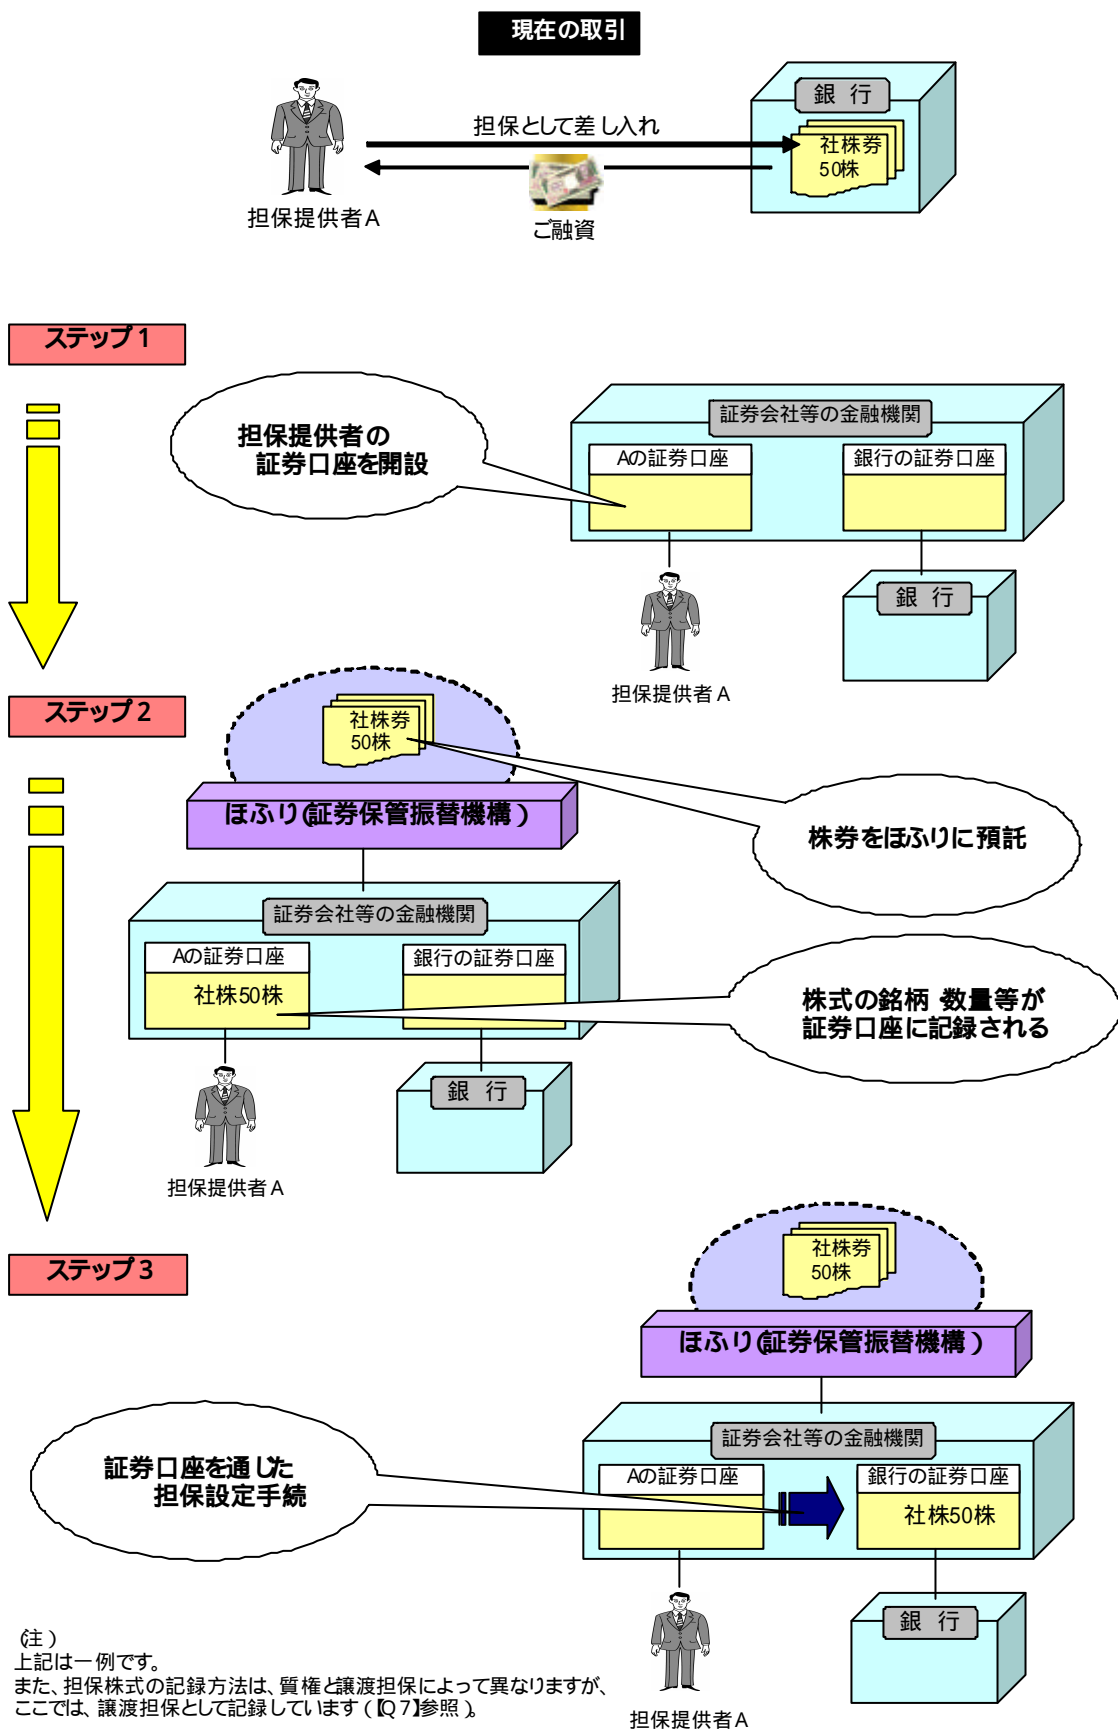 現在の取引
銀 行
担保として差し入れ
社株券
50株
担保提供者A
ご融資
ステップ1
担保提供者の
証券口座を開設
証券会社等の金融機関
Aの証券口座
銀行の証券口座
銀 行
担保提供者A
ステップ2
社株券
50株
ほふり(証券保管振替機構)
株券をほふりに預託
証券会社等の金融機関
Aの証券口座
銀行の証券口座
社株50株
株式の銘柄 数量等が
証券口座に記録される
銀 行
担保提供者A
ステップ3
社株券
50株
ほふり(証券保管振替機構)
証券会社等の金融機関
Aの証券口座
銀行の証券口座
社株50株
証券口座を通した
担保設定手続
銀 行
担保提供者A
(注)
上記は一例です。
また、担保株式の記録方法は、質権と譲渡担保によって異なりますが、
ここでは、譲渡担保として記録しています(【Q7】参照)。